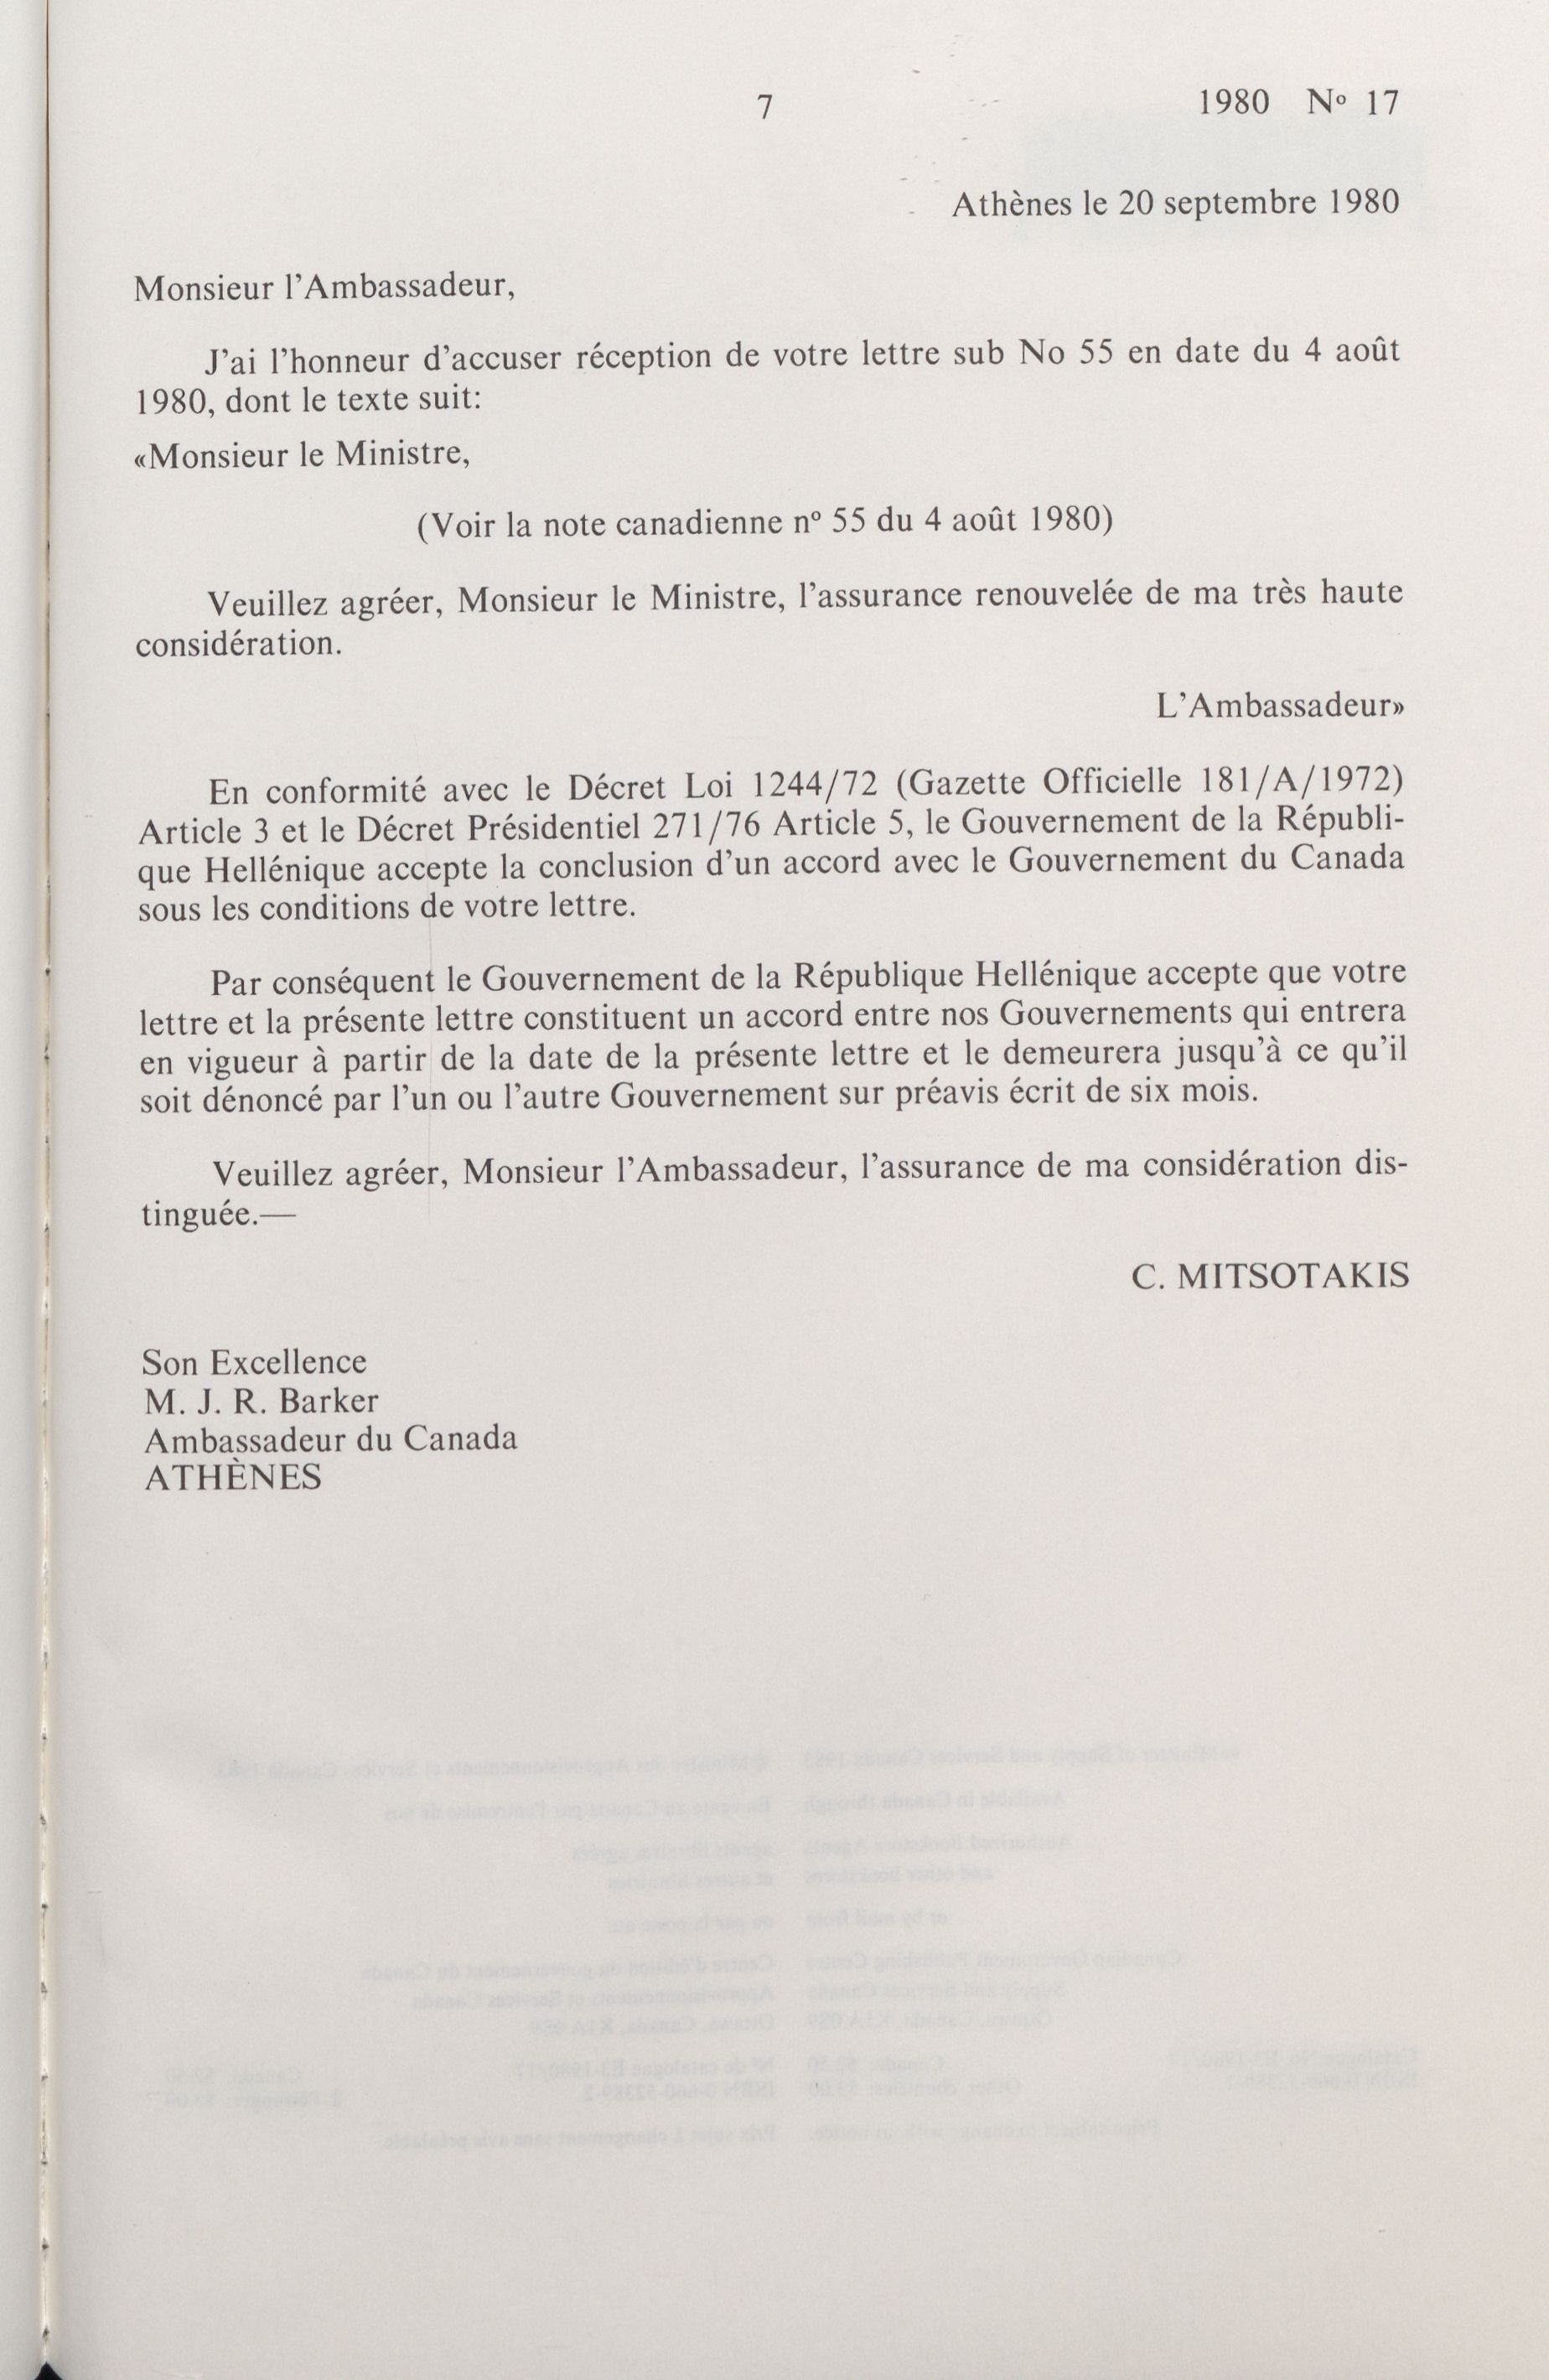 7
1980 Nº 17
Athènes le 20 septembre 1980
Monsieur l'Ambassadeur,
J'ai l'honneur d'accuser réception de votre lettre sub No 55 en date du 4 août
1980, dont le texte suit:
«Monsieur le Ministre,
(Voir la note canadienne nº 55 du 4 août 1980)
Veuillez agréer, Monsieur le Ministre, l'assurance renouvelée de ma très haute
considération.
L'Ambassadeur»
En conformité avec le Décret Loi 1244/72 (Gazette Officielle 181/A/1972)
Article 3 et le Décret Présidentiel 271/76 Article 5, le Gouvernement de la Républi-
que Hellénique accepte la conclusion d'un accord avec le Gouvernement du Canada
sous les conditions de votre lettre.
Par conséquent le Gouvernement de la République Hellénique accepte que votre
lettre et la présente lettre constituent un accord entre nos Gouvernements qui entrera
en vigueur à partir de la date de la présente lettre et le demeurera jusqu'à ce qu'il
soit dénoncé par l'un ou l'autre Gouvernement sur préavis écrit de six mois.
Veuillez agréer, Monsieur l'Ambassadeur, l'assurance de ma considération dis-
tinguée.—
C. MITSOTAKIS
Son Excellence
M. J. R. Barker
Ambassadeur du Canada
ATHÈNES